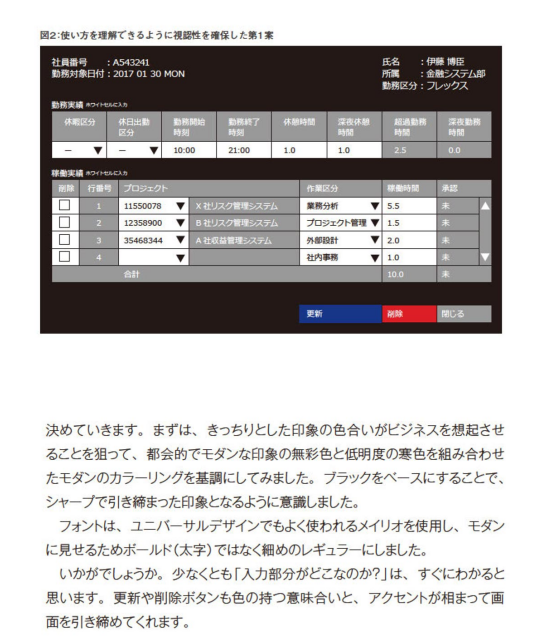 図2:使い方を理解できるように視認性を確保した第1案
社員番号 : A543241
勤務対象日付 : 2017 01 30 MON
氏名 : 伊藤 博臣
所属 : 金融システム部
勤務区分 : フレックス
勤務実績 ホワイトセルに入力
休暇区分 休日出勤区分 勤務開始時刻 勤務終了時刻 休憩時間 深夜休憩時間 超過勤務時間 深夜勤務時間
ー ▼ ー ▼ 10:00 21:00 1.0 1.0 2.5 0.0
稼働実績 ホワイトセルに入力
削除 行番号 プロジェクト 作業区分 稼働時間 承認
1 11550078 ▼ X社リスク管理システム 業務分析 ▼ 5.5 未
2 12358900 ▼ B社リスク管理システム プロジェクト管理 ▼ 1.5 未
3 35468344 ▼ A社収益管理システム 外部設計 ▼ 2.0 未
4 ▼ 社内事務 ▼ 1.0 未
合計 10.0 未
更新 削除 閉じる
決めていきます。まずは、きっちりとした印象の色合いがビジネスを想起させ
ることを狙って、都会的でモダンな印象の無彩色と低明度の寒色を組み合わせ
たモダンのカラーリングを基調にしてみました。ブラックをベースにすることで、
シャープで引き締まった印象となるように意識しました。
フォントは、ユニバーサルデザインでもよく使われるメイリオを使用し、モダン
に見せるためボールド(太字)ではなく細めのレギュラーにしました。
いかがでしょうか。少なくとも「入力部分がどこなのか?」は、すぐにわかると
思います。更新や削除ボタンも色の持つ意味合いと、アクセントが相まって画
面を引き締めてくれます。